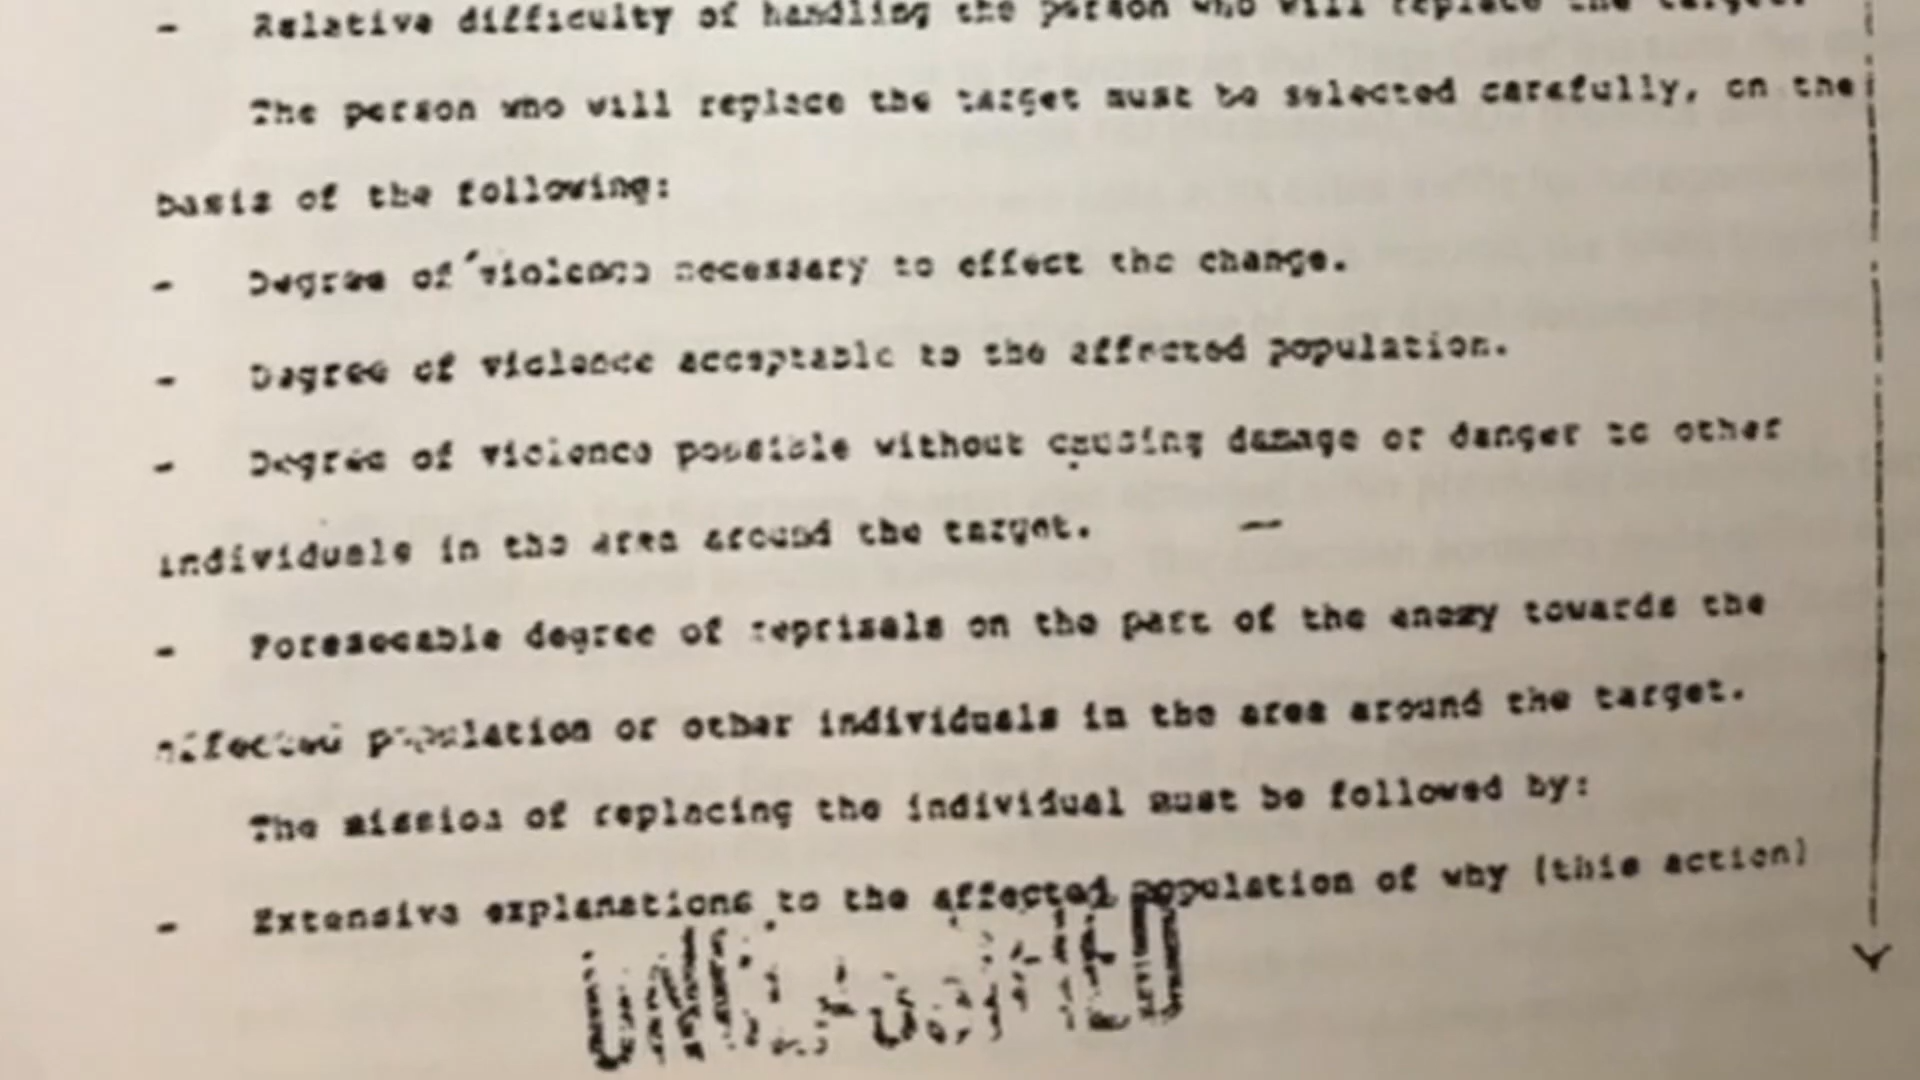 - Relative difficulty of handling the person who will replace the target.
The person who will replace the target must be selected carefully, on the
basis of the following:
- Degree of violence necessary to effect the change.
- Degree of violence acceptable to the affected population.
- Degree of violence possible without causing damage or danger to other
individuals in the area around the target.
- Foreseeable degree of reprisals on the part of the enemy towards the
affected population or other individuals in the area around the target.
The mission of replacing the individual must be followed by:
- Extensive explanations to the affected population of why (this action)
UNCLASSIFIED